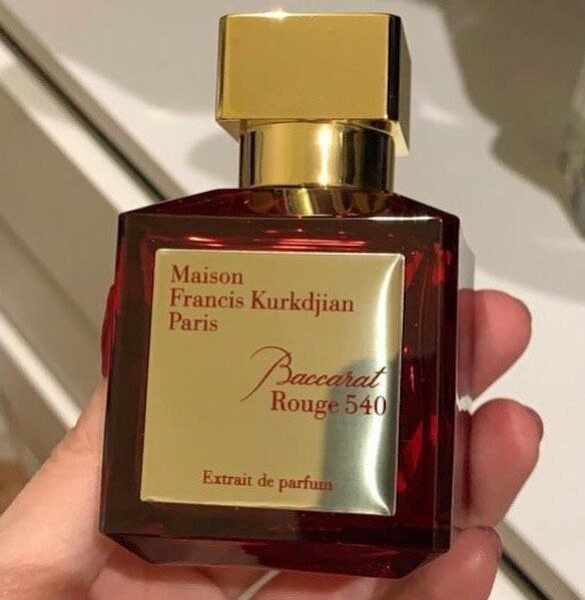 Maison
Francis Kurkdjian
Paris
Baccarat
Rouge 540
Extrait de parfum